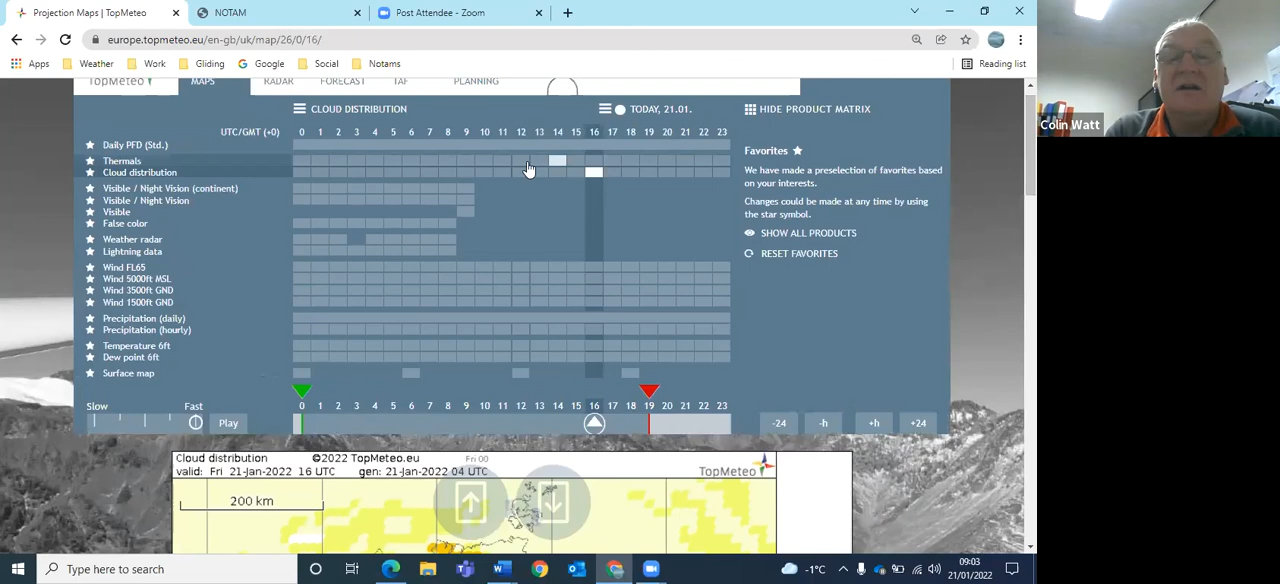 Projection Maps | TopMeteo
NOTAM
Post Attendee - Zoom
europe.topmeteo.eu/en-gb/uk/map/26/0/16/
Apps Weather Work Gliding Google Social Notams Reading list
TOPMETEO MAPS RADAR FORECAST TAF PLANNING
CLOUD DISTRIBUTION TODAY, 21.01. HIDE PRODUCT MATRIX
UTC/GMT (+0) 0 1 2 3 4 5 6 7 8 9 10 11 12 13 14 15 16 17 18 19 20 21 22 23
Daily PFD (Std.)
Thermals
Cloud distribution
Visible / Night Vision (continent)
Visible / Night Vision
Visible
False color
Weather radar
Lightning data
Wind FL65
Wind 5000ft MSL
Wind 3500ft GND
Wind 1500ft GND
Precipitation (daily)
Precipitation (hourly)
Temperature 6ft
Dew point 6ft
Surface map
Favorites
We have made a preselection of favorites based
on your interests.
Changes could be made at any time by using
the star symbol.
SHOW ALL PRODUCTS
RESET FAVORITES
Slow Fast 0 1 2 3 4 5 6 7 8 9 10 11 12 13 14 15 16 17 18 19 20 21 22 23
Play -24 -h +h +24
Cloud distribution ©2022 TopMeteo.eu Fri 00
valid: Fri 21-Jan-2022 16 UTC gen: 21-Jan-2022 04 UTC TopMeteo
200 km
Colin Watt
Type here to search
-1°C
09:03
21/01/2022